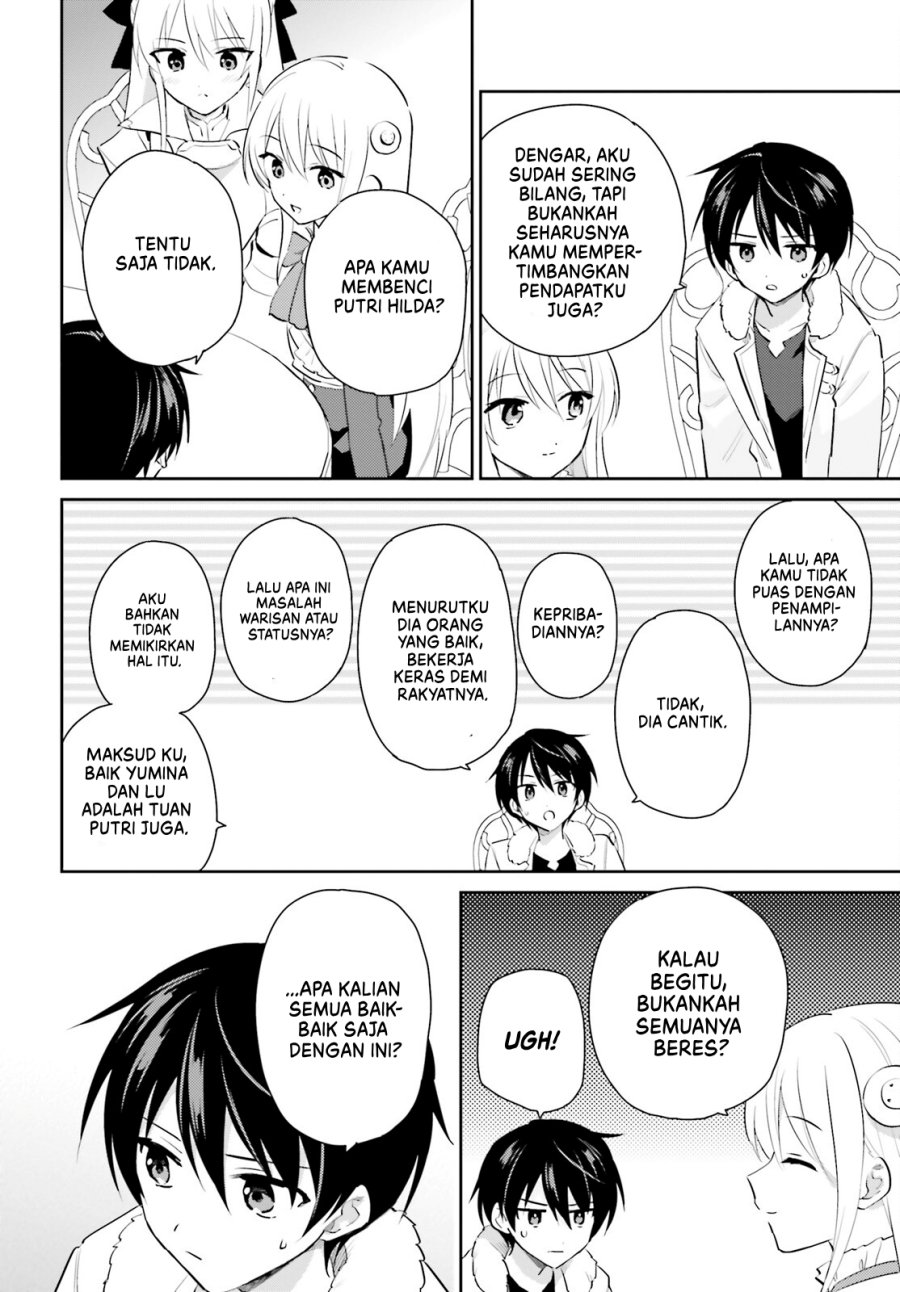 DENGAR, AKU
SUDAH SERING
BILANG, TAPI
BUKANKAH
SEHARUSNYA
KAMU MEMPER-
TIMBANGKAN
PENDAPATKU
JUGA?
APA KAMU
MEMBENCI
PUTRI HILDA?
TENTU
SAJA TIDAK.
LALU, APA
KAMU TIDAK
PUAS DENGAN
PENAMPI-
LANNYA?
TIDAK,
DIA CANTIK.
KEPRIBA-
DIANNYA?
MENURUTKU
DIA ORANG
YANG BAIK,
BEKERJA
KERAS DEMI
RAKYATNYA.
LALU APA INI
MASALAH
WARISAN ATAU
STATUSNYA?
AKU
BAHKAN
TIDAK
MEMIKIRKAN
HAL ITU.
MAKSUD KU,
BAIK YUMINA
DAN LU
ADALAH TUAN
PUTRI JUGA.
KALAU
BEGITU,
BUKANKAH
SEMUANYA
BERES?
UGH!
...APA KALIAN
SEMUA BAIK-
BAIK SAJA
DENGAN INI?